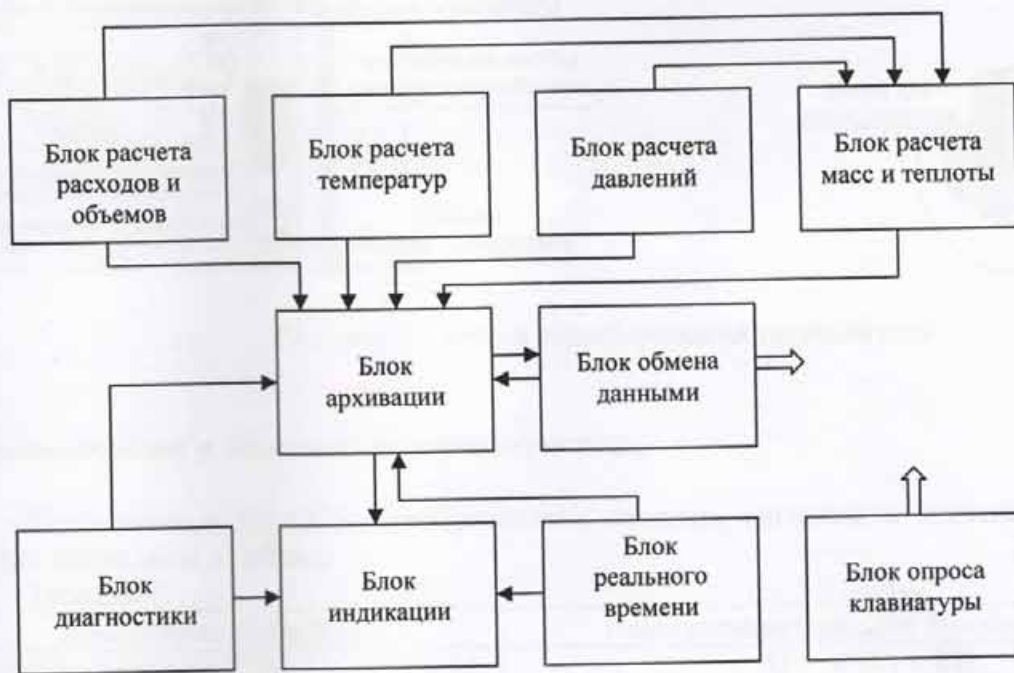 Блок расчета
расходов и
объемов
Блок расчета
температур
Блок расчета
давлений
Блок расчета
масс и теплоты
Блок
архивации
Блок обмена
данными
Блок
диагностики
Блок
индикации
Блок
реального
времени
Блок опроса
клавиатуры